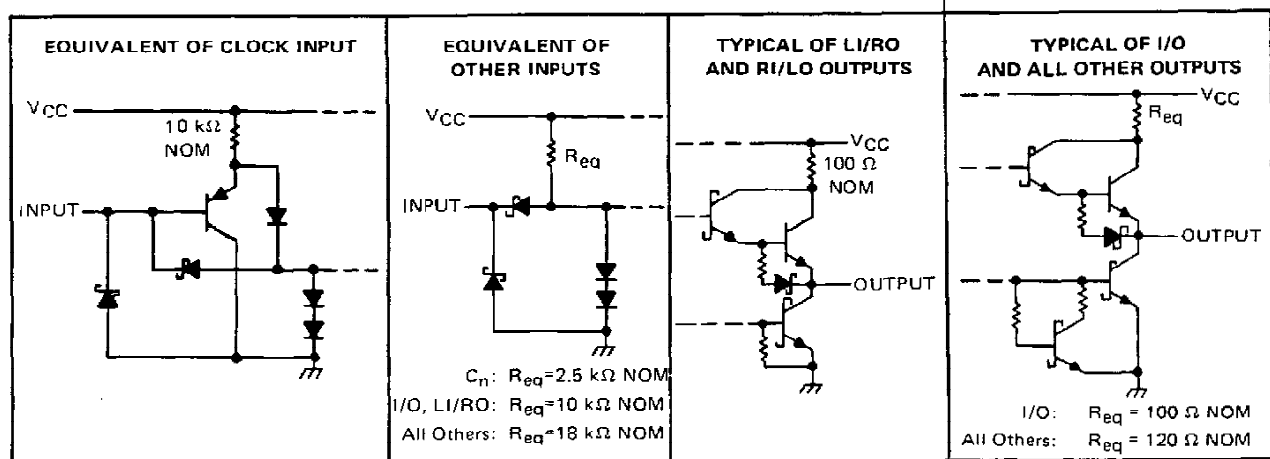 EQUIVALENT OF CLOCK INPUT
VCC
10 kΩ
NOM
INPUT
EQUIVALENT OF
OTHER INPUTS
VCC
Req
INPUT
Cn: Req=2.5 kΩ NOM
I/O, LI/RO: Req=10 kΩ NOM
All Others: Req=18 kΩ NOM
TYPICAL OF LI/RO
AND RI/LO OUTPUTS
VCC
100 Ω
NOM
OUTPUT
TYPICAL OF I/O
AND ALL OTHER OUTPUTS
VCC
Req
OUTPUT
I/O: Req = 100 Ω NOM
All Others: Req = 120 Ω NOM